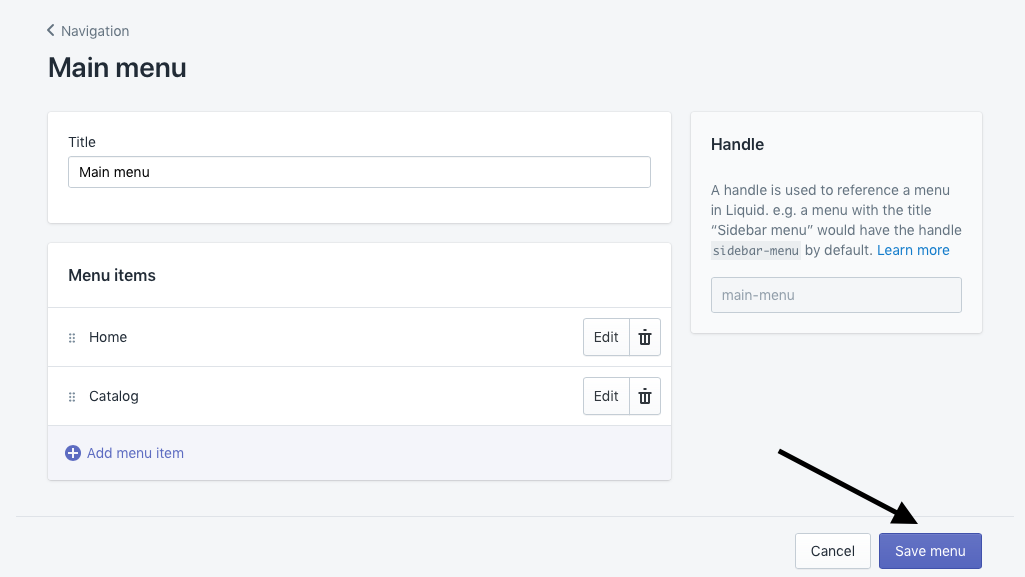 Navigation
Main menu
Title
Main menu
Menu items
Home
Edit
Catalog
Edit
Add menu item
Handle
A handle is used to reference a menu
in Liquid. e.g. a menu with the title
“Sidebar menu” would have the handle
sidebar-menu by default. Learn more
main-menu
Cancel
Save menu